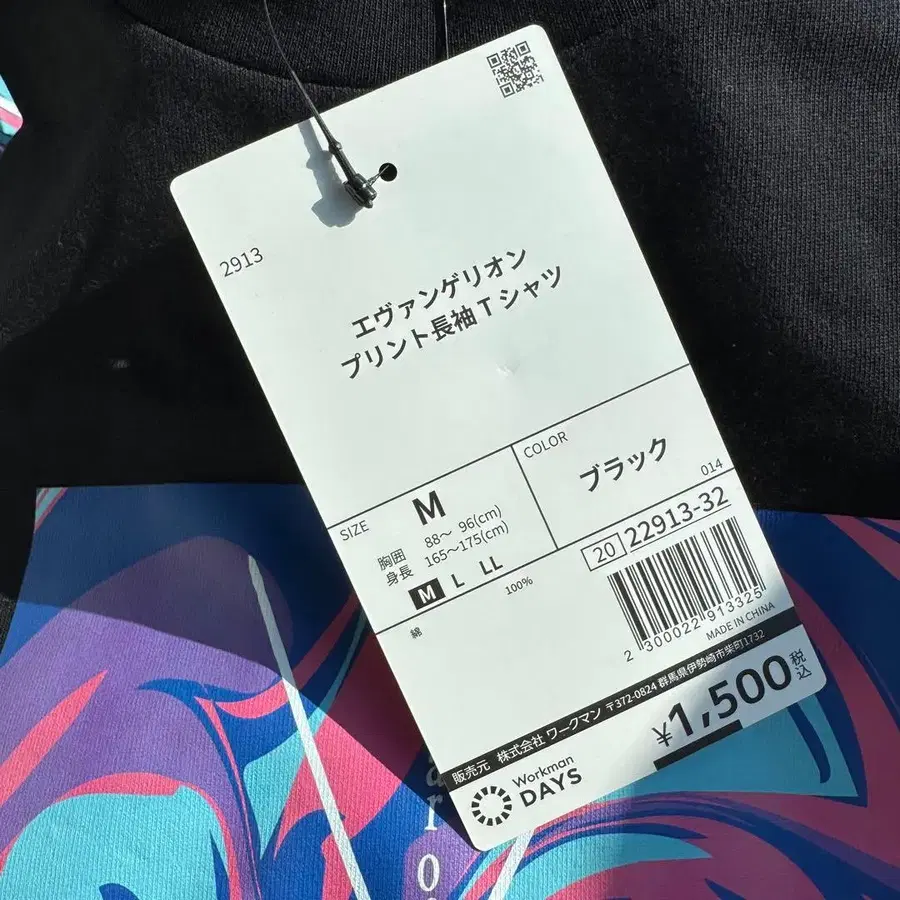 2913
エヴァンゲリオン
プリント長袖Tシャツ
SIZE
M
胸囲 88～ 96(cm)
身長 165～175(cm)
M L LL
COLOR
ブラック
014
20 22913-32
綿 100%
2 300022 913325
MADE IN CHINA
販売元 株式会社 ワークマン 〒372-0824 群馬県伊勢崎市柴町1732
Workman
DAYS
¥1,500 税込